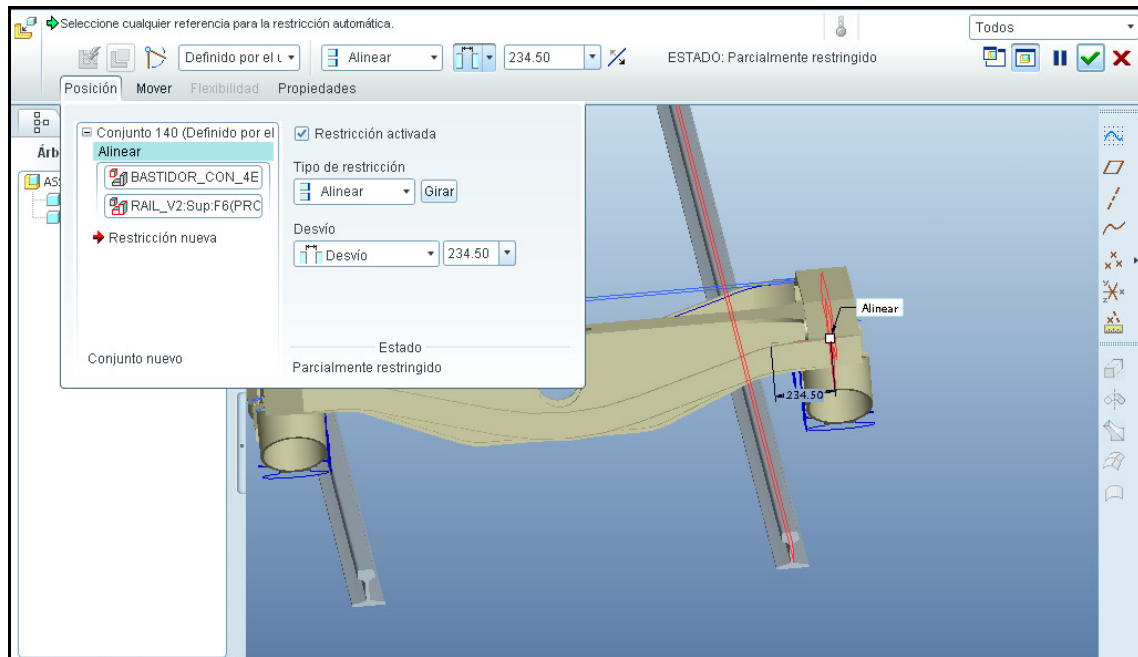 Seleccione cualquier referencia para la restricción automática.
Todos
Definido por el u
Alinear
234.50
ESTADO: Parcialmente restringido
Posición
Mover
Flexibilidad
Propiedades
Árb
Conjunto 140 (Definido por el
Alinear
BASTIDOR_CON_4E
RAIL_V2:Sup:F6(PRC
Restricción nueva
Conjunto nuevo
Restricción activada
Tipo de restricción
Alinear
Girar
Desvío
Desvío
234.50
Estado
Parcialmente restringido
AS
Alinear
234.50